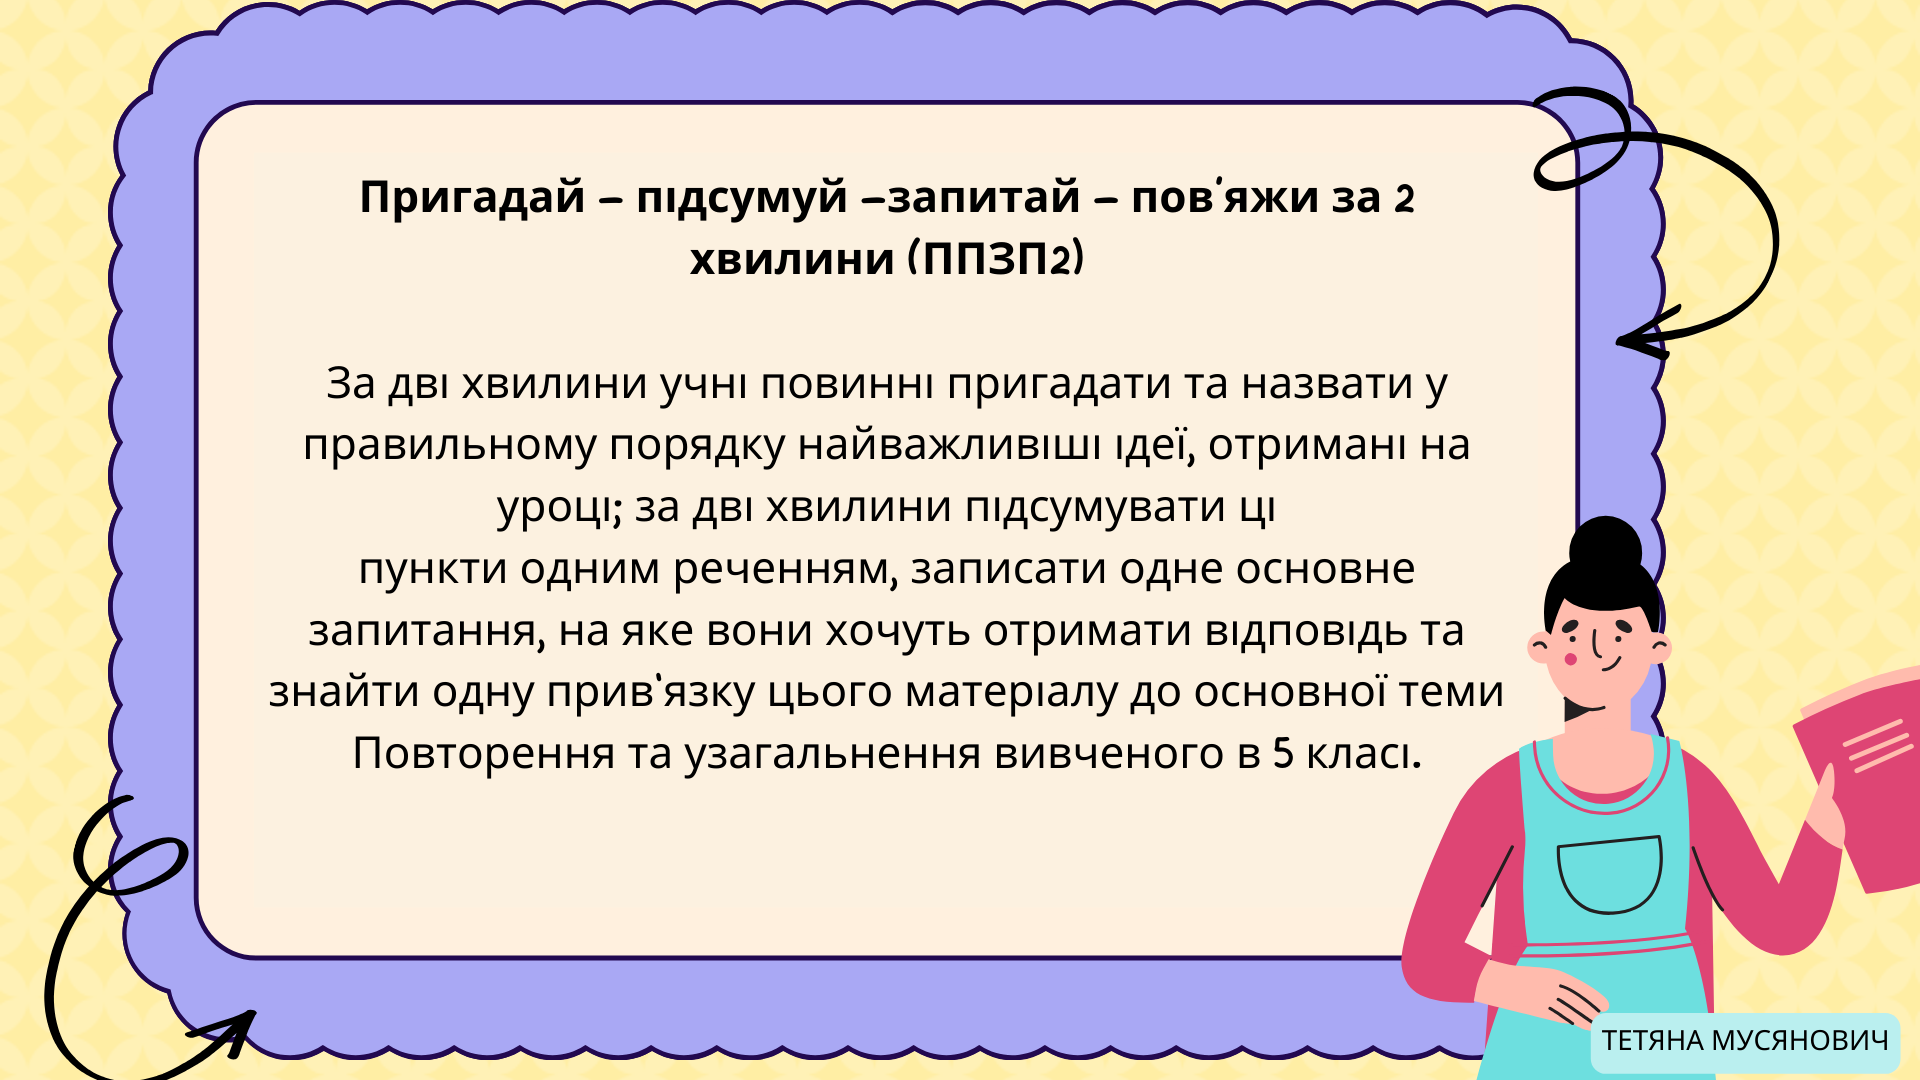 Пригадай – підсумуй –запитай – пов'яжи за 2
хвилини (ППЗП2)
За дві хвилини учні повинні пригадати та назвати у
правильному порядку найважливіші ідеї, отримані на
уроці; за дві хвилини підсумувати ці
пункти одним реченням, записати одне основне
запитання, на яке вони хочуть отримати відповідь та
знайти одну прив'язку цього матеріалу до основної теми
Повторення та узагальнення вивченого в 5 класі.
ТЕТЯНА МУСЯНОВИЧ